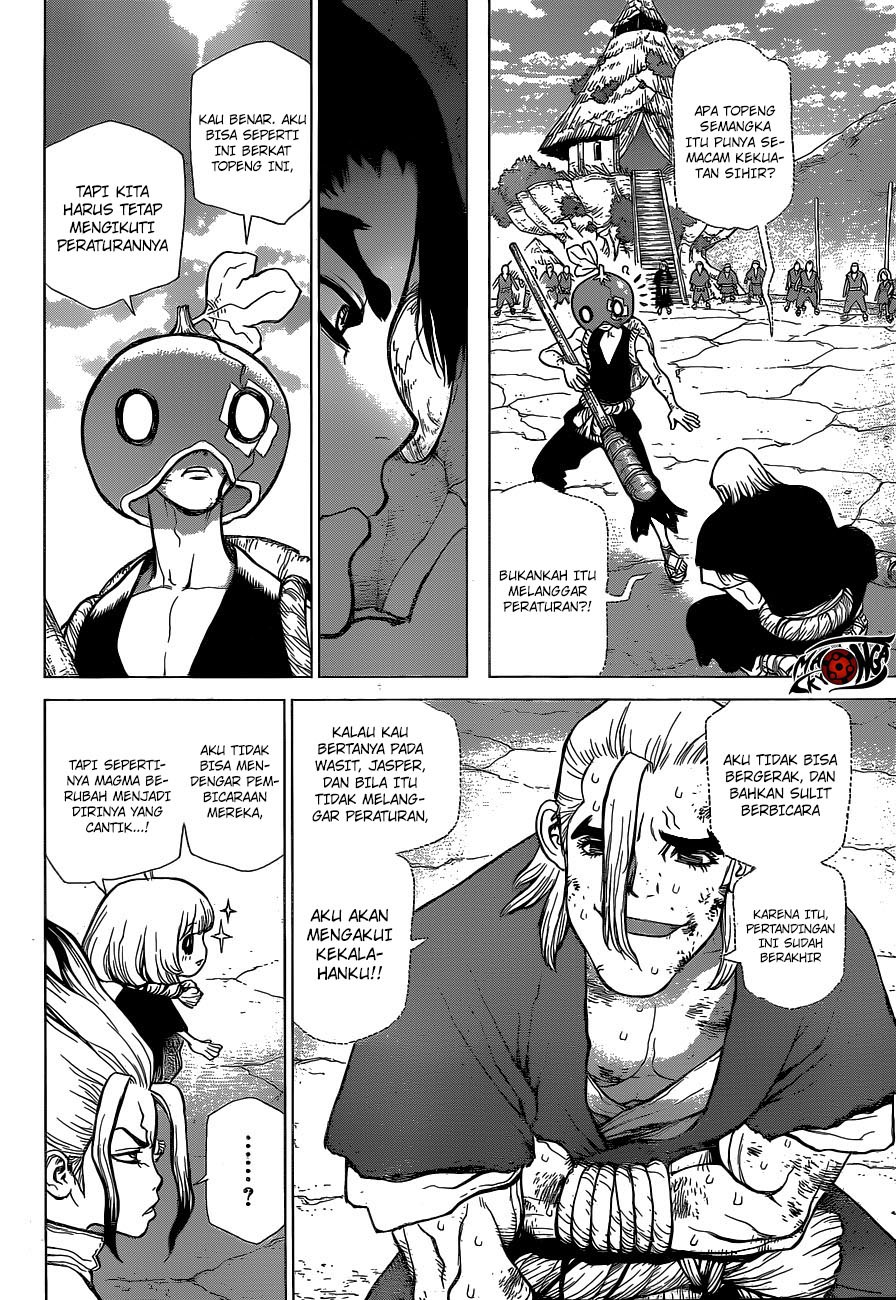 APA TOPENG
SEMANGKA
ITU PUNYA SE-
MACAM KEKUA-
TAN SIHIR?
BUKANKAH ITU
MELANGGAR
PERATURAN?!
KAU BENAR. AKU
BISA SEPERTI
INI BERKAT
TOPENG INI,
TAPI KITA
HARUS TETAP
MENGIKUTI
PERATURANNYA
AKU TIDAK BISA
BERGERAK, DAN
BAHKAN SULIT
BERBICARA
KARENA ITU,
PERTANDINGAN
INI SUDAH
BERAKHIR
KALAU KAU
BERTANYA PADA
WASIT, JASPER,
DAN BILA ITU
TIDAK MELANG-
GAR PERATURAN,
AKU AKAN
MENGAKUI
KEKALA-
HANKU!!
AKU TIDAK
BISA MEN-
DENGAR PEM-
BICARAAN
MEREKA,
TAPI SEPERTI-
NYA MAGMA BE-
RUBAH MENJADI
DIRINYA YANG
CANTIK...!
.......?